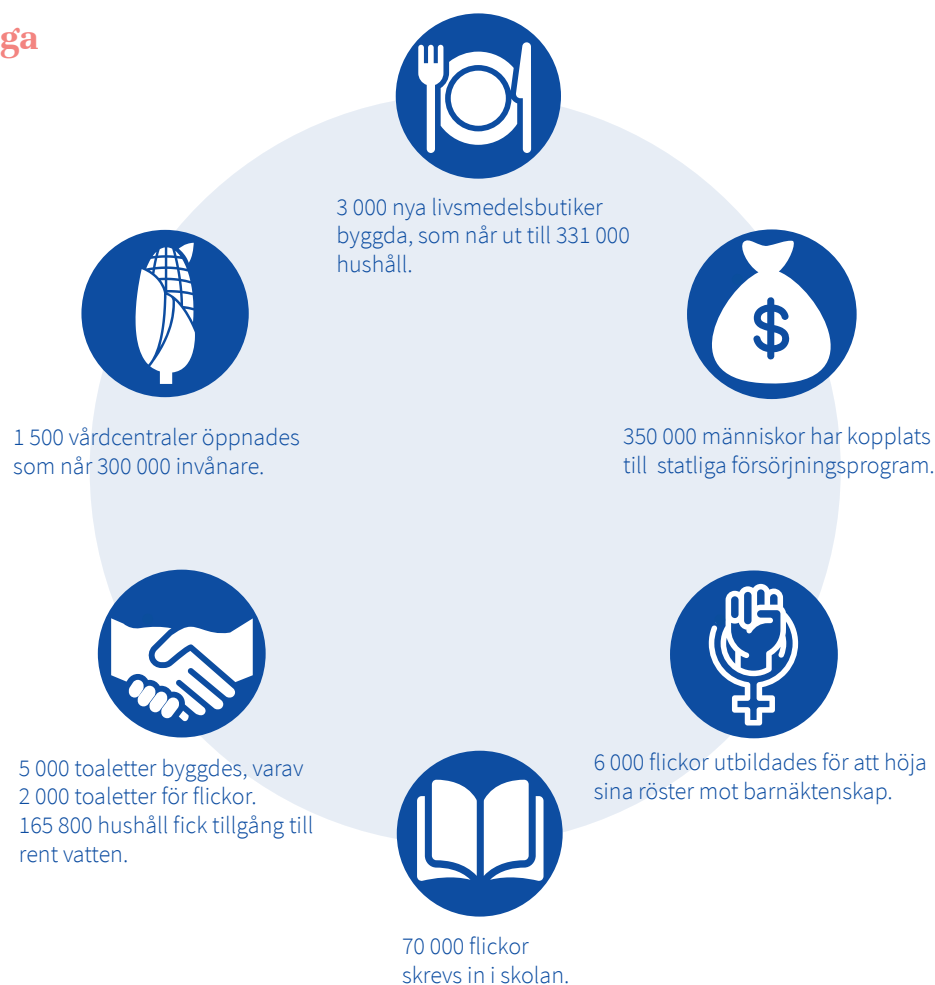 ga
3 000 nya livsmedelsbutiker
byggda, som når ut till 331 000
hushåll.
1 500 vårdcentraler öppnades
som når 300 000 invånare.
350 000 människor har kopplats
till statliga försörjningsprogram.
5 000 toaletter byggdes, varav
2 000 toaletter för flickor.
165 800 hushåll fick tillgång till
rent vatten.
6 000 flickor utbildades för att höja
sina röster mot barnäktenskap.
70 000 flickor
skrevs in i skolan.
$